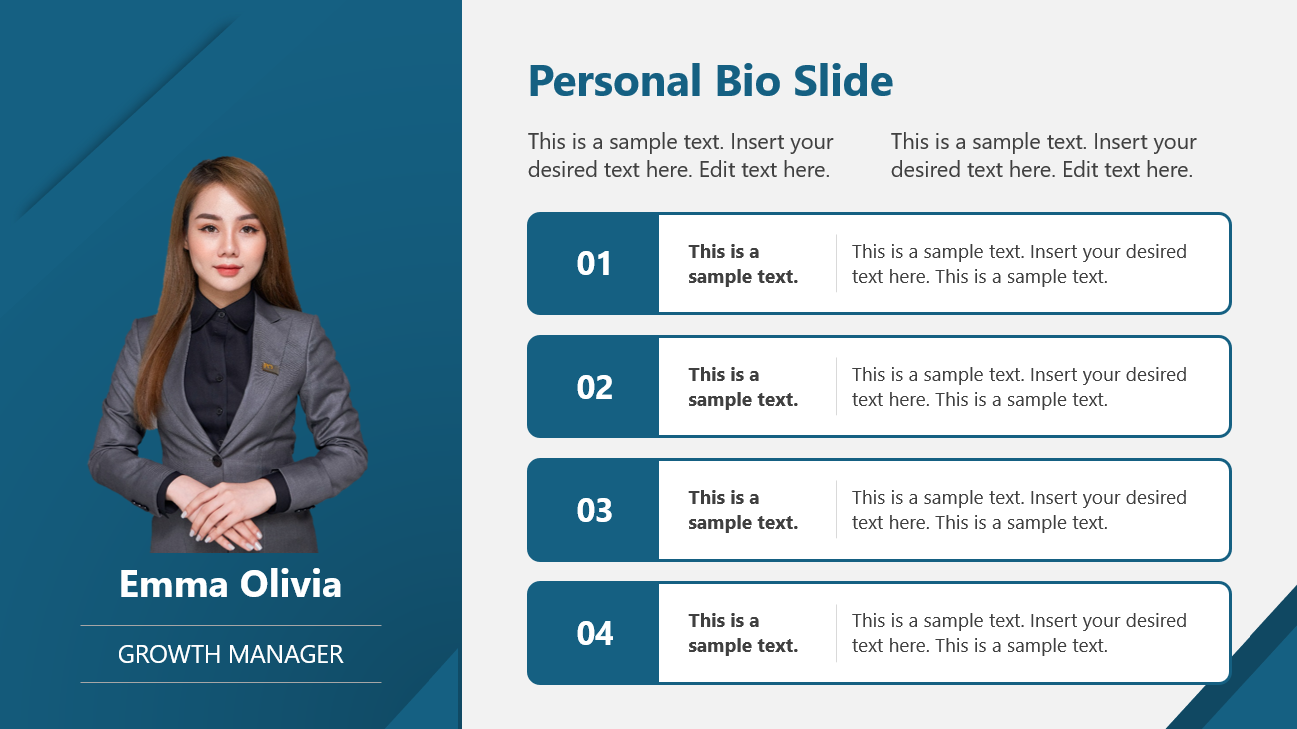 Personal Bio Slide
This is a sample text. Insert your
desired text here. Edit text here.
This is a sample text. Insert your
desired text here. Edit text here.
01
This is a
sample text.
This is a sample text. Insert your desired
text here. This is a sample text.
02
This is a
sample text.
This is a sample text. Insert your desired
text here. This is a sample text.
03
This is a
sample text.
This is a sample text. Insert your desired
text here. This is a sample text.
04
This is a
sample text.
This is a sample text. Insert your desired
text here. This is a sample text.
Emma Olivia
GROWTH MANAGER